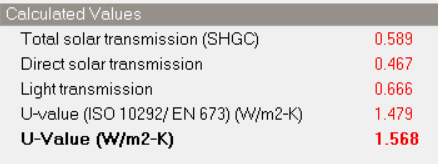 Calculated Values
Total solar transmission (SHGC) 0.589
Direct solar transmission 0.467
Light transmission 0.666
U-value (ISO 10292/ EN 673) (W/m2-K) 1.479
U-Value (W/m2-K) 1.568